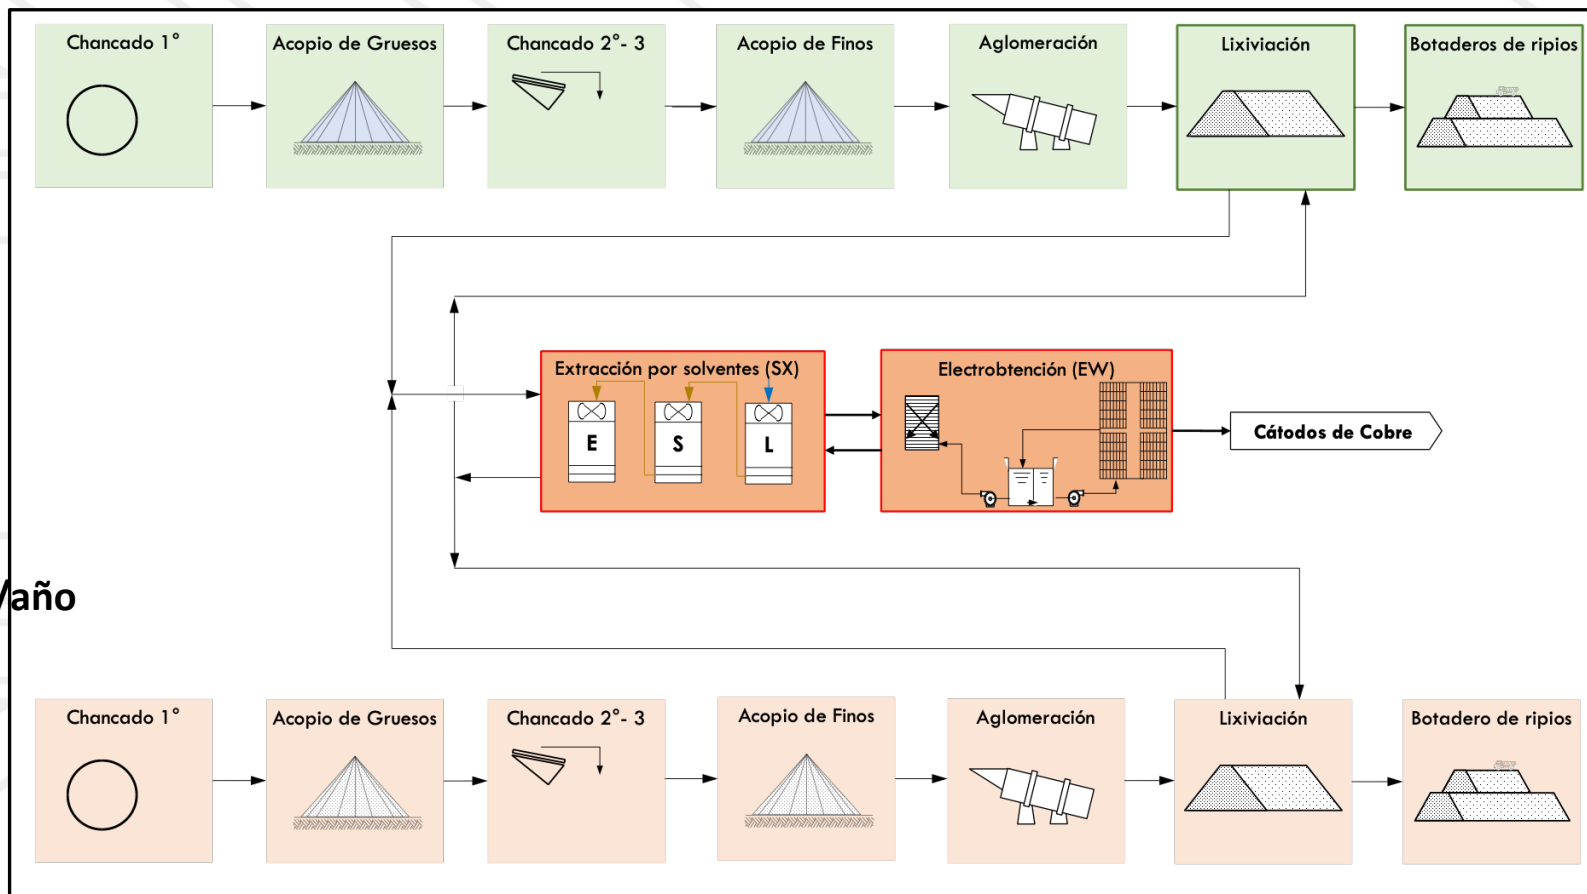 Chancado 1°
Acopio de Gruesos
Chancado 2°- 3
Acopio de Finos
Aglomeración
Lixiviación
Botaderos de ripios
Extracción por solventes (SX)
E
S
L
Electrobtención (EW)
Cátodos de Cobre
/año
Chancado 1°
Acopio de Gruesos
Chancado 2°- 3
Acopio de Finos
Aglomeración
Lixiviación
Botadero de ripios